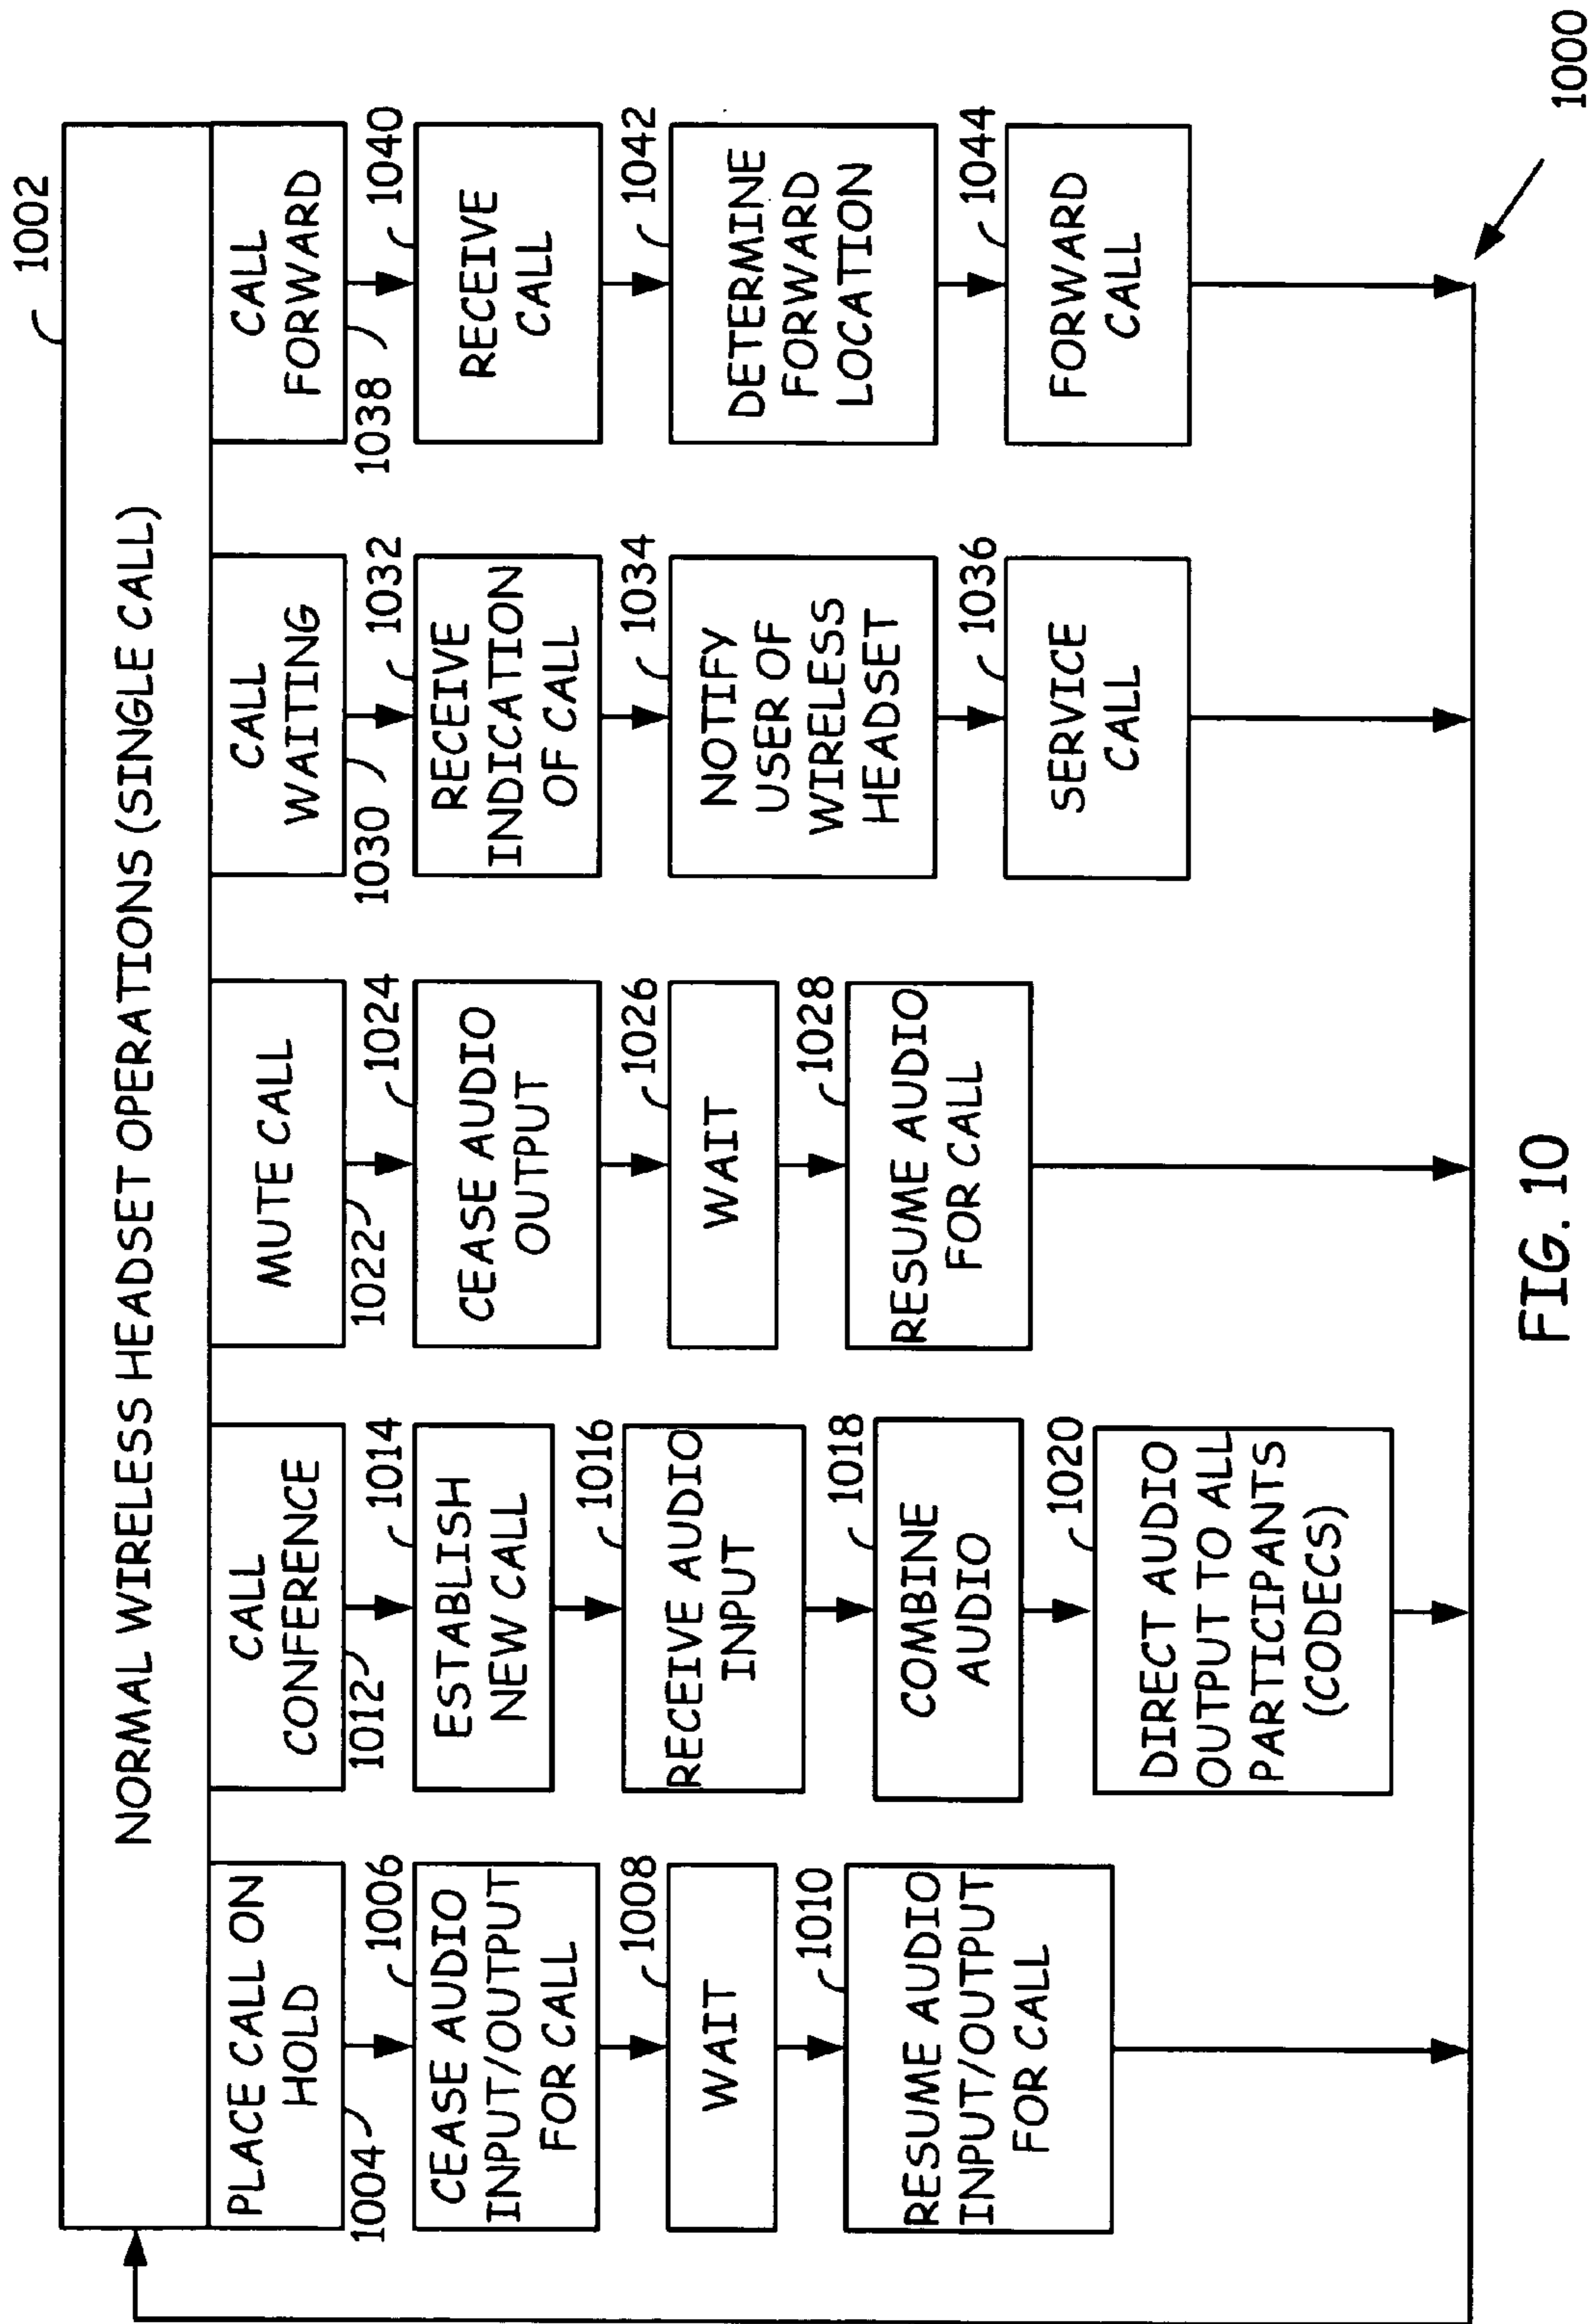 1002
NORMAL WIRELESS HEADSET OPERATIONS (SINGLE CALL)
PLACE CALL ON
HOLD
1004
1006
CEASE AUDIO
INPUT/OUTPUT
FOR CALL
1008
WAIT
1010
RESUME AUDIO
INPUT/OUTPUT
FOR CALL
CALL
CONFERENCE
1012
1014
ESTABLISH
NEW CALL
1016
RECEIVE AUDIO
INPUT
1018
COMBINE
AUDIO
1020
DIRECT AUDIO
OUTPUT TO ALL
PARTICIPANTS
(CODECS)
MUTE CALL
1022
1024
CEASE AUDIO
OUTPUT
1026
WAIT
1028
RESUME AUDIO
FOR CALL
CALL
WAITING
1030
1032
RECEIVE
INDICATION
OF CALL
1034
NOTIFY
USER OF
WIRELESS
HEADSET
1036
SERVICE
CALL
CALL
FORWARD
1038
1040
RECEIVE
CALL
1042
DETERMINE
FORWARD
LOCATION
1044
FORWARD
CALL
1000
FIG. 10